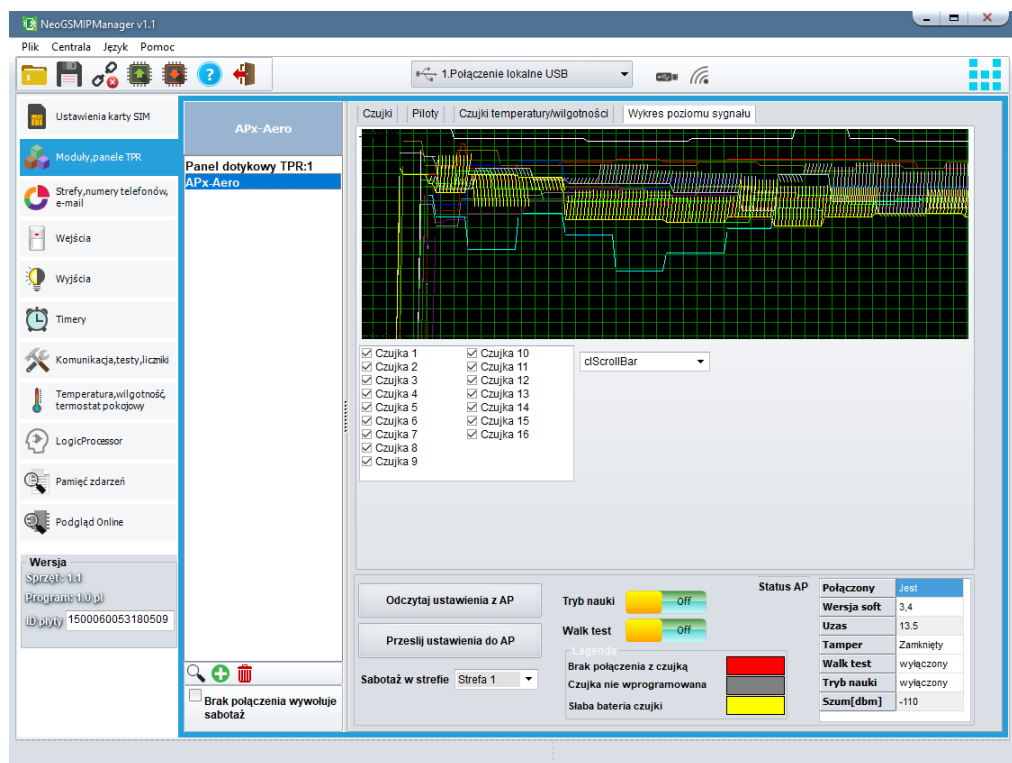 NeoGSMIPManager v1.1
Plik Centrala Język Pomoc
1.Połączenie lokalne USB
Ustawienia karty SIM
Moduły,panele TPR
Strefy,numery telefonów,
e-mail
Wejścia
Wyjścia
Timery
Komunikacja,testy,liczniki
Temperatura,wilgotność,
termostat pokojowy
LogicProcessor
Pamięć zdarzeń
Podgląd Online
Wersja
Sprzęt: 1.1
Program: 1.0 pl
ID płyty 1500060053180509
APx-Aero
Panel dotykowy TPR:1
APx-Aero
Brak połączenia wywołuje
sabotaż
Czujki Piloty Czujki temperatury/wilgotności Wykres poziomu sygnału
Czujka 1 Czujka 10
Czujka 2 Czujka 11
Czujka 3 Czujka 12
Czujka 4 Czujka 13
Czujka 5 Czujka 14
Czujka 6 Czujka 15
Czujka 7 Czujka 16
Czujka 8
Czujka 9
clScrollBar
Odczytaj ustawienia z AP
Prześlij ustawienia do AP
Sabotaż w strefie Strefa 1
Tryb nauki Off
Walk test Off
Legenda
Brak połączenia z czujką
Czujka nie wprogramowana
Słaba bateria czujki
Status AP
Połączony Jest
Wersja soft 3,4
Uzas 13.5
Tamper Zamknięty
Walk test wyłączony
Tryb nauki wyłączony
Szum[dbm] -110